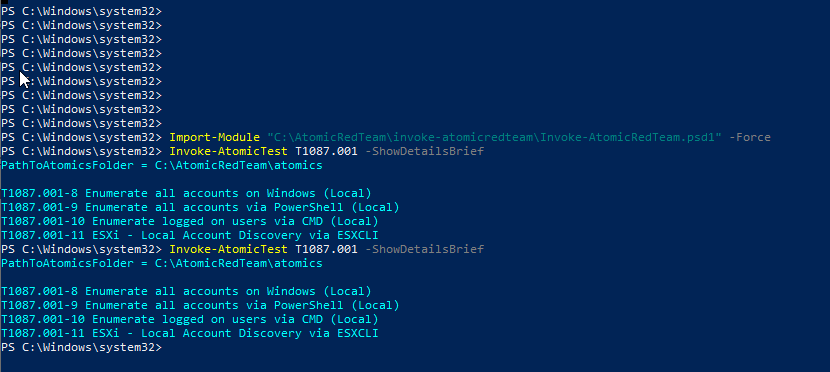 PS C:\Windows\system32>
PS C:\Windows\system32>
PS C:\Windows\system32>
PS C:\Windows\system32>
PS C:\Windows\system32>
PS C:\Windows\system32>
PS C:\Windows\system32>
PS C:\Windows\system32>
PS C:\Windows\system32>
PS C:\Windows\system32> Import-Module "C:\AtomicRedTeam\invoke-atomicredteam\Invoke-AtomicRedTeam.psd1" -Force
PS C:\Windows\system32> Invoke-AtomicTest T1087.001 -ShowDetailsBrief
PathToAtomicsFolder = C:\AtomicRedTeam\atomics
T1087.001-8 Enumerate all accounts on Windows (Local)
T1087.001-9 Enumerate all accounts via PowerShell (Local)
T1087.001-10 Enumerate logged on users via CMD (Local)
T1087.001-11 ESXi - Local Account Discovery via ESXCLI
PS C:\Windows\system32> Invoke-AtomicTest T1087.001 -ShowDetailsBrief
PathToAtomicsFolder = C:\AtomicRedTeam\atomics
T1087.001-8 Enumerate all accounts on Windows (Local)
T1087.001-9 Enumerate all accounts via PowerShell (Local)
T1087.001-10 Enumerate logged on users via CMD (Local)
T1087.001-11 ESXi - Local Account Discovery via ESXCLI
PS C:\Windows\system32>